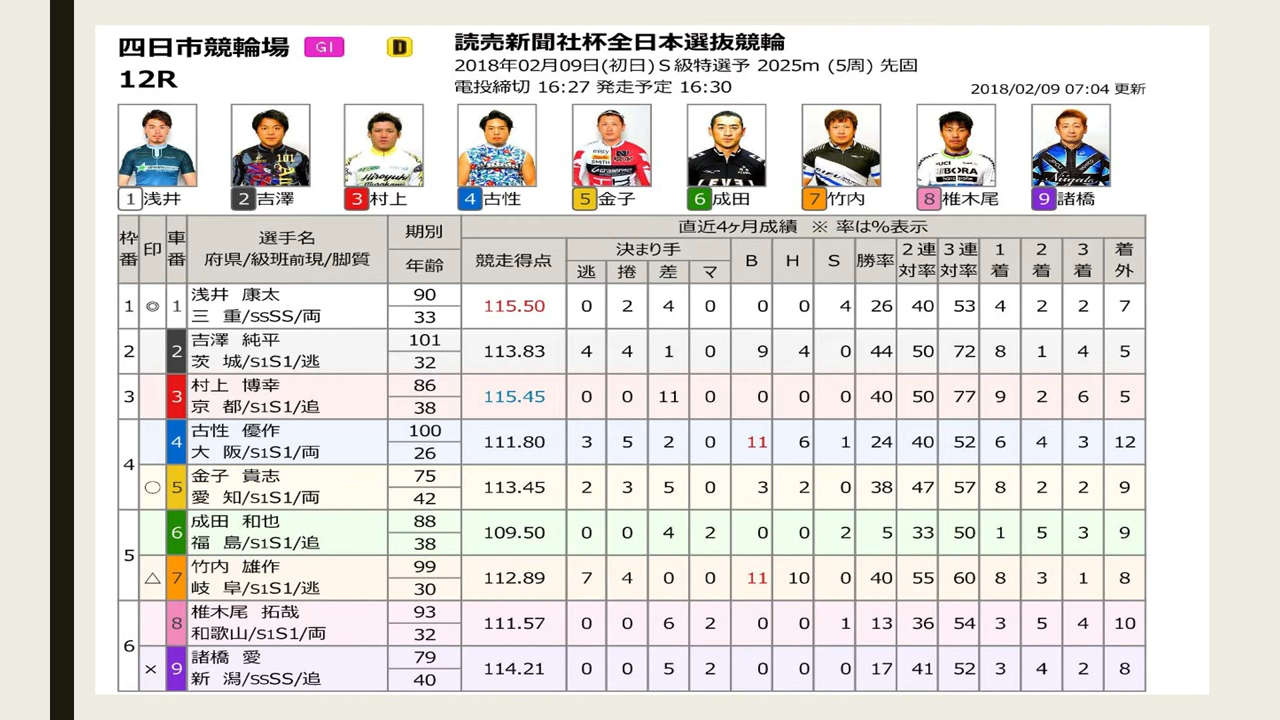 四日市競輪場 GI D 読売新聞社杯全日本選抜競輪
12R 2018年02月09日(初日)S級特選予 2025m (5周) 先固
電投締切 16:27 発走予定 16:30
2018/02/09 07:04 更新
1 浅井 2 吉澤 3 村上 4 古性 5 金子 6 成田 7 竹内 8 椎木尾 9 諸橋
枠番 印 車番 選手名 府県/級班前現/脚質 期別 年齢 競走得点 直近4ヶ月成績 ※ 率は%表示
決まり手 逃 捲 差 マ B H S 勝率 2連対率 3連対率 1着 2着 3着 着外
1 ◎ 1 浅井 康太 90 115.50 0 2 4 0 0 0 4 26 40 53 4 2 2 7
三 重/SSSS/両 33
2 2 吉澤 純平 101 113.83 4 4 1 0 9 4 0 44 50 72 8 1 4 5
茨 城/S1S1/逃 32
3 3 村上 博幸 86 115.45 0 0 11 0 0 0 0 40 50 77 9 2 6 5
京 都/S1S1/追 38
4 4 古性 優作 100 111.80 3 5 2 0 11 6 1 24 40 52 6 4 3 12
大 阪/S1S1/両 26
○ 5 金子 貴志 75 113.45 2 3 5 0 3 2 0 38 47 57 8 2 2 9
愛 知/S1S1/両 42
5 6 成田 和也 88 109.50 0 0 4 2 0 0 2 5 33 50 1 5 3 9
福 島/S1S1/追 38
△ 7 竹内 雄作 99 112.89 7 4 0 0 11 10 0 40 55 60 8 3 1 8
岐 阜/S1S1/逃 30
6 8 椎木尾 拓哉 93 111.57 0 0 6 2 0 0 1 13 36 54 3 5 4 10
和歌山/S1S1/両 32
× 9 諸橋 愛 79 114.21 0 0 5 2 0 0 0 17 41 52 3 4 2 8
新 潟/SSSS/追 40